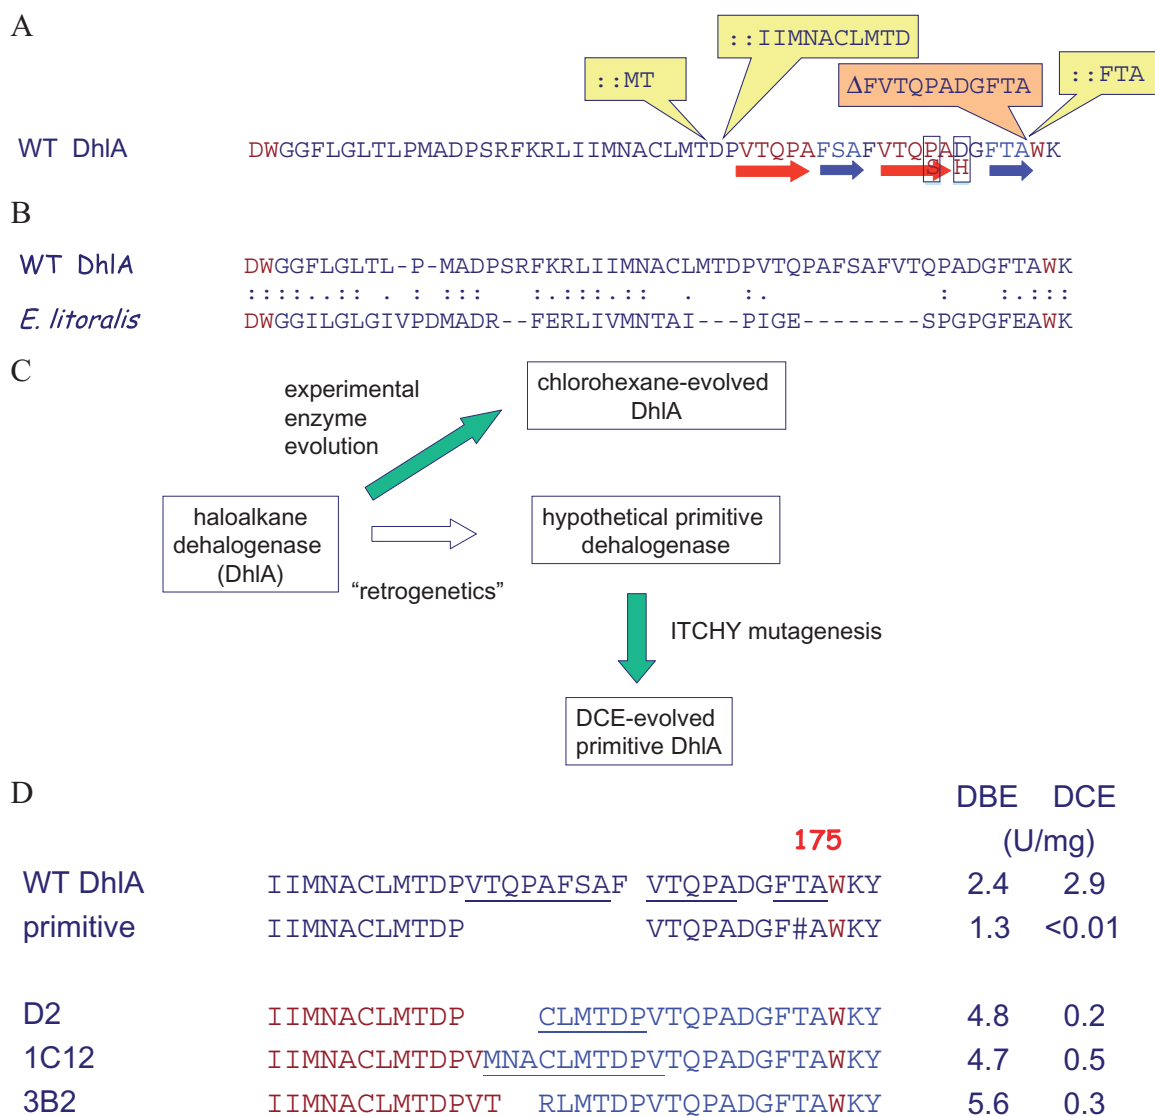 A
::IIMNACLMTD
::MT
ΔFVTQPADGFTA
::FTA
WT DhlA DWGGFLGLTLPMADPSRFKRLIIMNACLMTDPVTQPAFSAFVTQPADGFTAWK
S H
B
WT DhlA DWGGFLGLTL-P-MADPSRFKRLIIMNACLMTDPVTQPAFSAFVTQPADGFTAWK
::::..:: . : ::: :.:::.:: . :. : :.:::
E. litoralis DWGGILGLGIVPDMADR--FERLIVMNTAI---PIGE--------SPGPGFEAWK
C
experimental
enzyme
evolution
chlorohexane-evolved
DhlA
haloalkane
dehalogenase
(DhlA)
"retrogenetics"
hypothetical primitive
dehalogenase
ITCHY mutagenesis
DCE-evolved
primitive DhlA
D
DBE DCE
175 (U/mg)
WT DhlA IIMNACLMTDPVTQPAFSAF VTQPADGFTAWKY 2.4 2.9
primitive IIMNACLMTDP VTQPADGF#AWKY 1.3 <0.01
D2 IIMNACLMTDP CLMTDPVTQPADGFTAWKY 4.8 0.2
1C12 IIMNACLMTDPVMNACLMTDPVTQPADGFTAWKY 4.7 0.5
3B2 IIMNACLMTDPVT RLMTDPVTQPADGFTAWKY 5.6 0.3